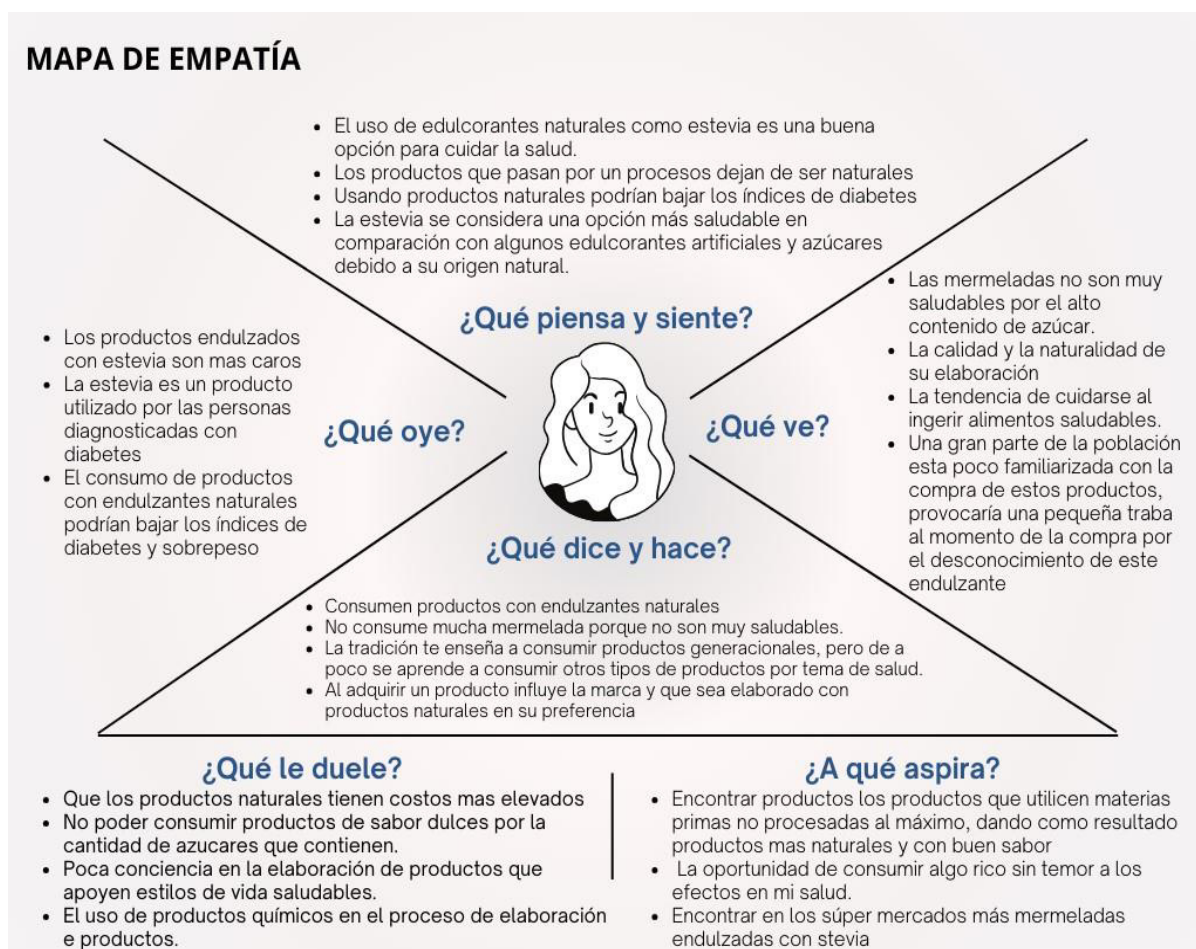 MAPA DE EMPATÍA
El uso de edulcorantes naturales como estevia es una buena
opción para cuidar la salud.
Los productos que pasan por un procesos dejan de ser naturales
Usando productos naturales podrían bajar los índices de diabetes
La estevia se considera una opción más saludable en
comparación con algunos edulcorantes artificiales y azúcares
debido a su origen natural.
¿Qué piensa y siente?
Los productos endulzados
con estevia son mas caros
La estevia es un producto
utilizado por las personas
diagnosticadas con
diabetes
El consumo de productos
con endulzantes naturales
podrían bajar los índices de
diabetes y sobrepeso
¿Qué oye?
¿Qué ve?
Las mermeladas no son muy
saludables por el alto
contenido de azúcar.
La calidad y la naturalidad de
su elaboración
La tendencia de cuidarse al
ingerir alimentos saludables.
Una gran parte de la población
esta poco familiarizada con la
compra de estos productos,
provocaría una pequeña traba
al momento de la compra por
el desconocimiento de este
endulzante
¿Qué dice y hace?
Consumen productos con endulzantes naturales
No consume mucha mermelada porque no son muy saludables.
La tradición te enseña a consumir productos generacionales, pero de a
poco se aprende a consumir otros tipos de productos por tema de salud.
Al adquirir un producto influye la marca y que sea elaborado con
productos naturales en su preferencia
¿Qué le duele?
Que los productos naturales tienen costos mas elevados
No poder consumir productos de sabor dulces por la
cantidad de azucares que contienen.
Poca conciencia en la elaboración de productos que
apoyen estilos de vida saludables.
El uso de productos químicos en el proceso de elaboración
e productos.
¿A qué aspira?
Encontrar productos los productos que utilicen materias
primas no procesadas al máximo, dando como resultado
productos mas naturales y con buen sabor
La oportunidad de consumir algo rico sin temor a los
efectos en mi salud.
Encontrar en los súper mercados más mermeladas
endulzadas con stevia